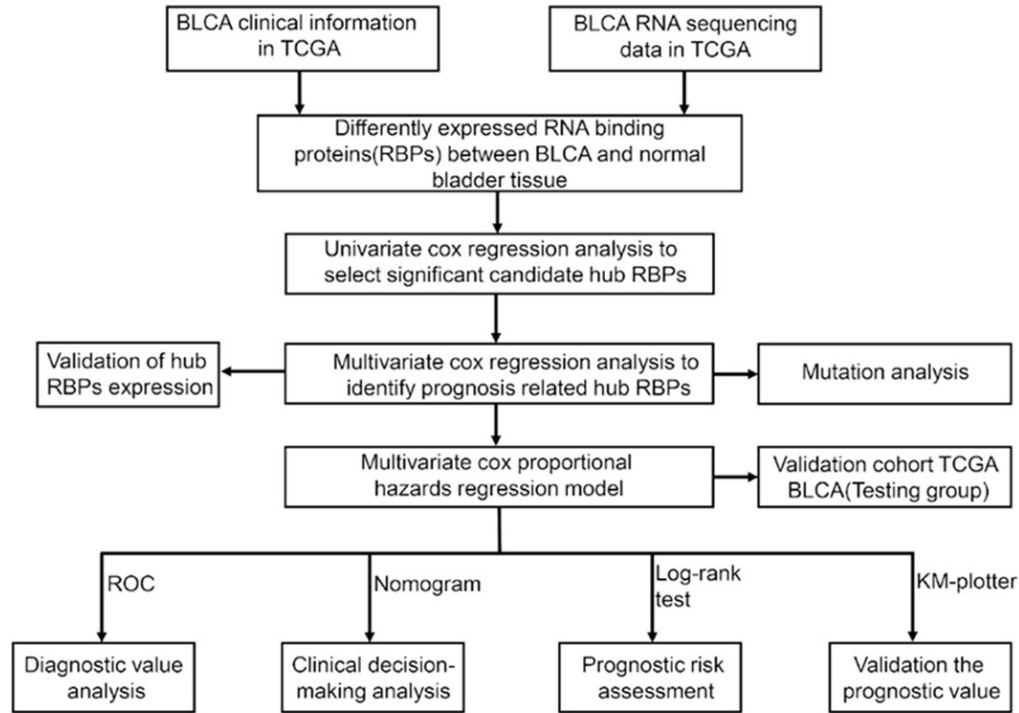 BLCA clinical information
in TCGA
BLCA RNA sequencing
data in TCGA
Differently expressed RNA binding
proteins(RBPs) between BLCA and normal
bladder tissue
Univariate cox regression analysis to
select significant candidate hub RBPs
Validation of hub
RBPs expression
Multivariate cox regression analysis to
identify prognosis related hub RBPs
Mutation analysis
Multivariate cox proportional
hazards regression model
Validation cohort TCGA
BLCA(Testing group)
ROC
Nomogram
Log-rank
test
KM-plotter
Diagnostic value
analysis
Clinical decision-
making analysis
Prognostic risk
assessment
Validation the
prognostic value